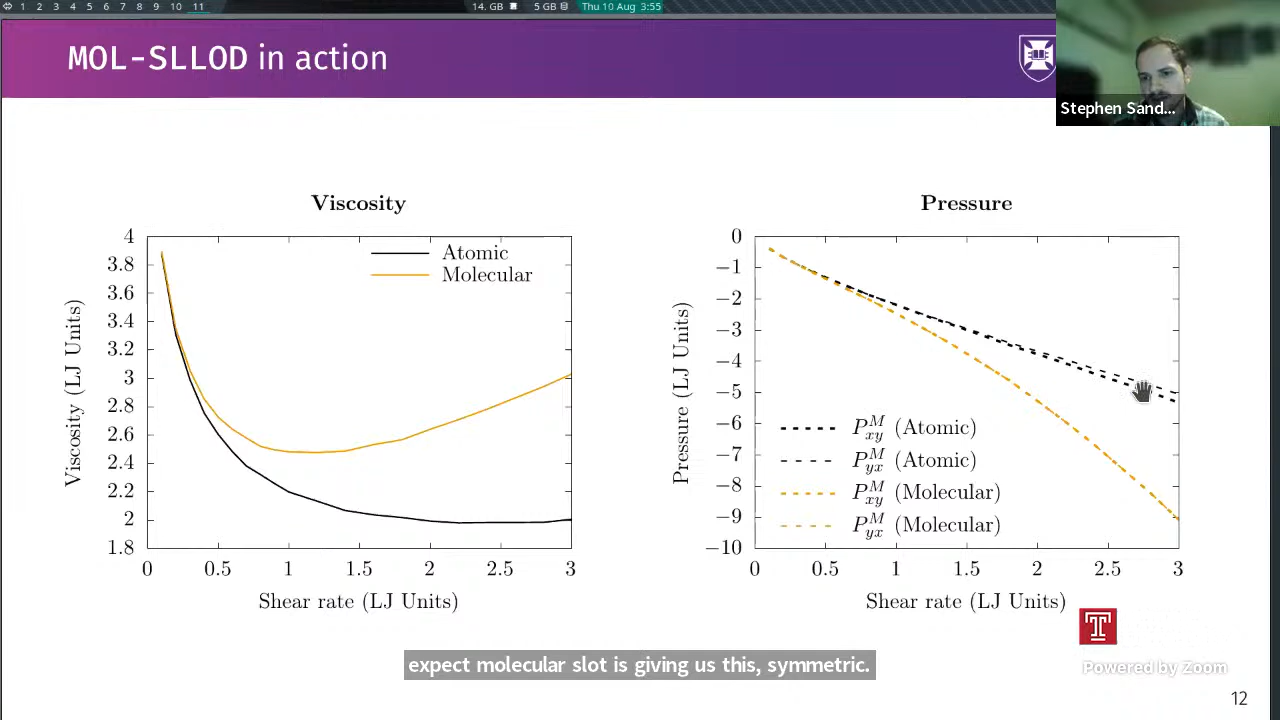 1 2 3 4 5 6 7 8 9 10 11 14. GB 5 GB Thu 10 Aug 3:55
MOL-SLLOD in action
Stephen Sand...
Viscosity
Atomic
Molecular
4
3.8
3.6
3.4
3.2
3
2.8
2.6
2.4
2.2
2
1.8
Viscosity (LJ Units)
0 0.5 1 1.5 2 2.5 3
Shear rate (LJ Units)
Pressure
0
−1
−2
−3
−4
−5
−6
−7
−8
−9
−10
Pressure (LJ Units)
P^M_xy (Atomic)
P^M_yx (Atomic)
P^M_xy (Molecular)
P^M_yx (Molecular)
0 0.5 1 1.5 2 2.5 3
Shear rate (LJ Units)
T
expect molecular slot is giving us this, symmetric.
Powered by Zoom
12